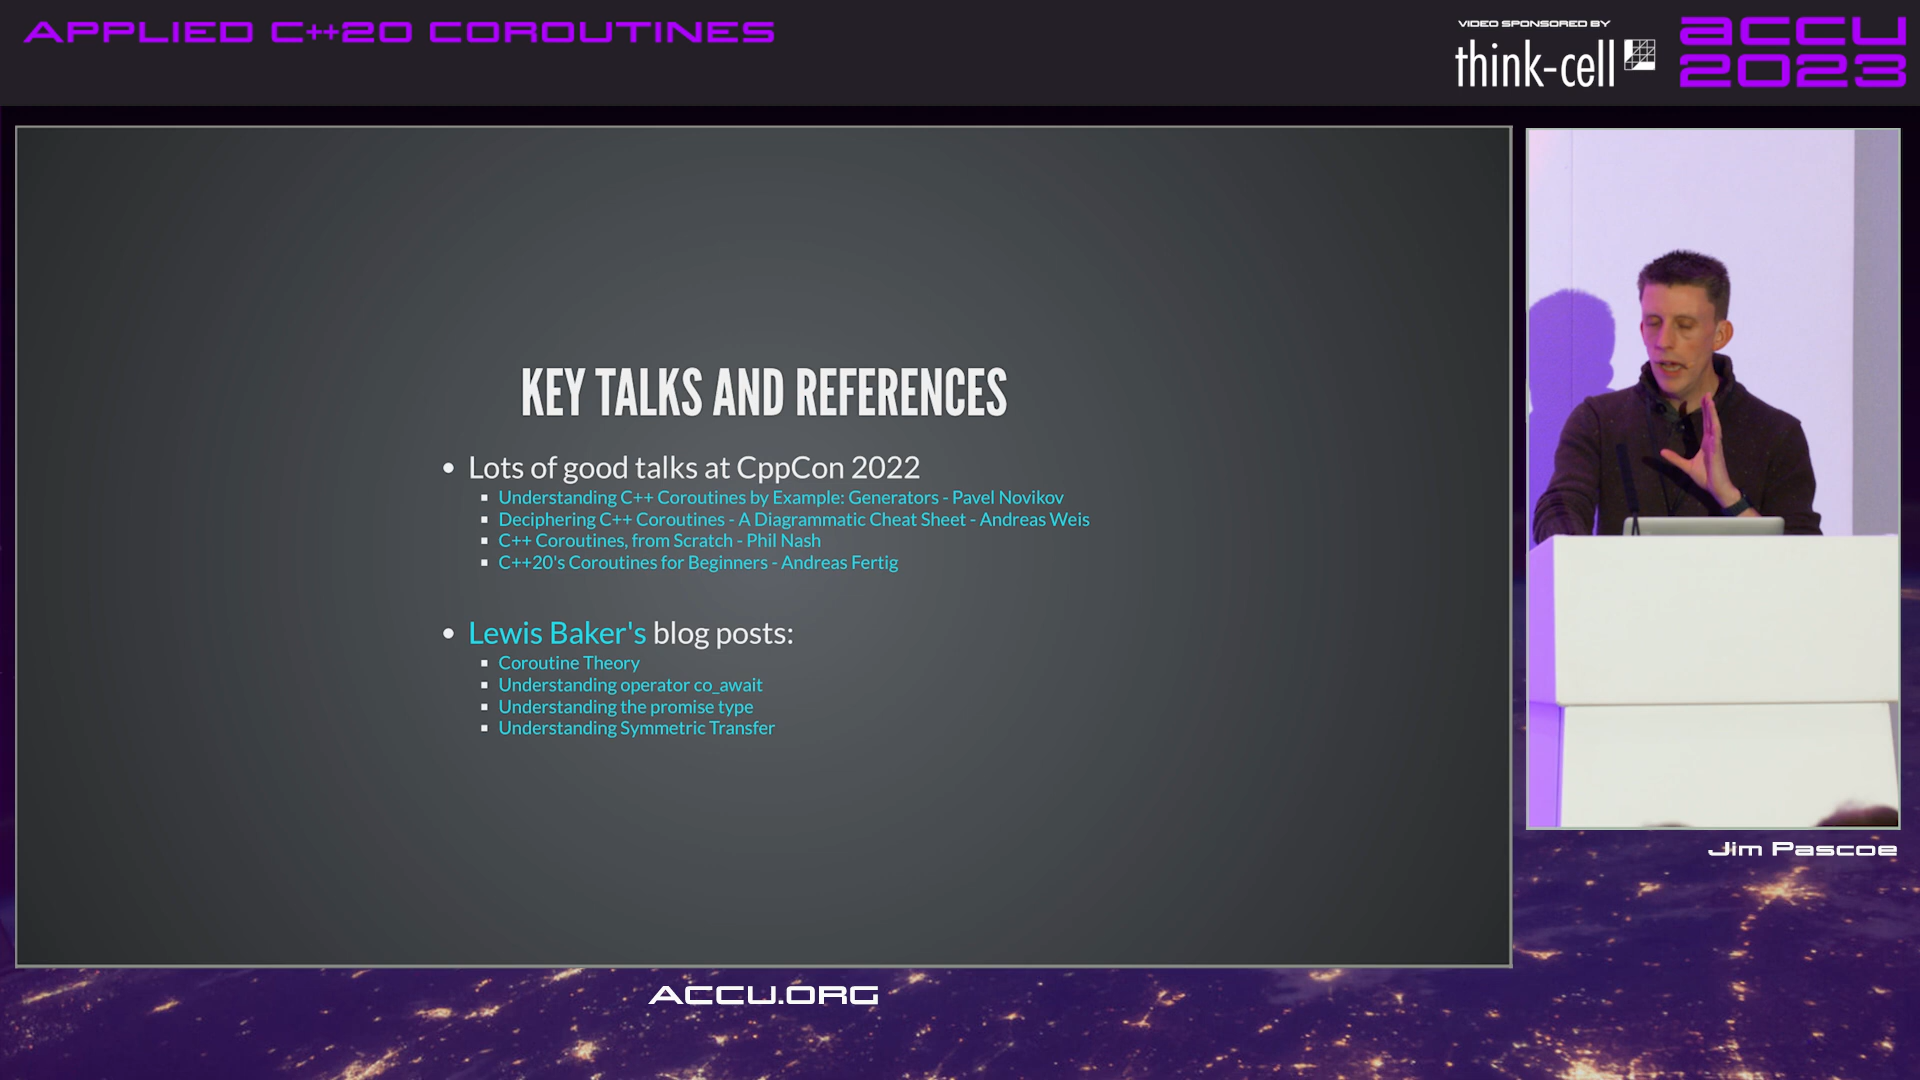 APPLIED C++20 COROUTINES
VIDEO SPONSORED BY
think-cell
accu
2023
KEY TALKS AND REFERENCES
Lots of good talks at CppCon 2022
Understanding C++ Coroutines by Example: Generators - Pavel Novikov
Deciphering C++ Coroutines - A Diagrammatic Cheat Sheet - Andreas Weis
C++ Coroutines, from Scratch - Phil Nash
C++20's Coroutines for Beginners - Andreas Fertig
Lewis Baker's blog posts:
Coroutine Theory
Understanding operator co_await
Understanding the promise type
Understanding Symmetric Transfer
Jim Pascoe
ACCU.ORG